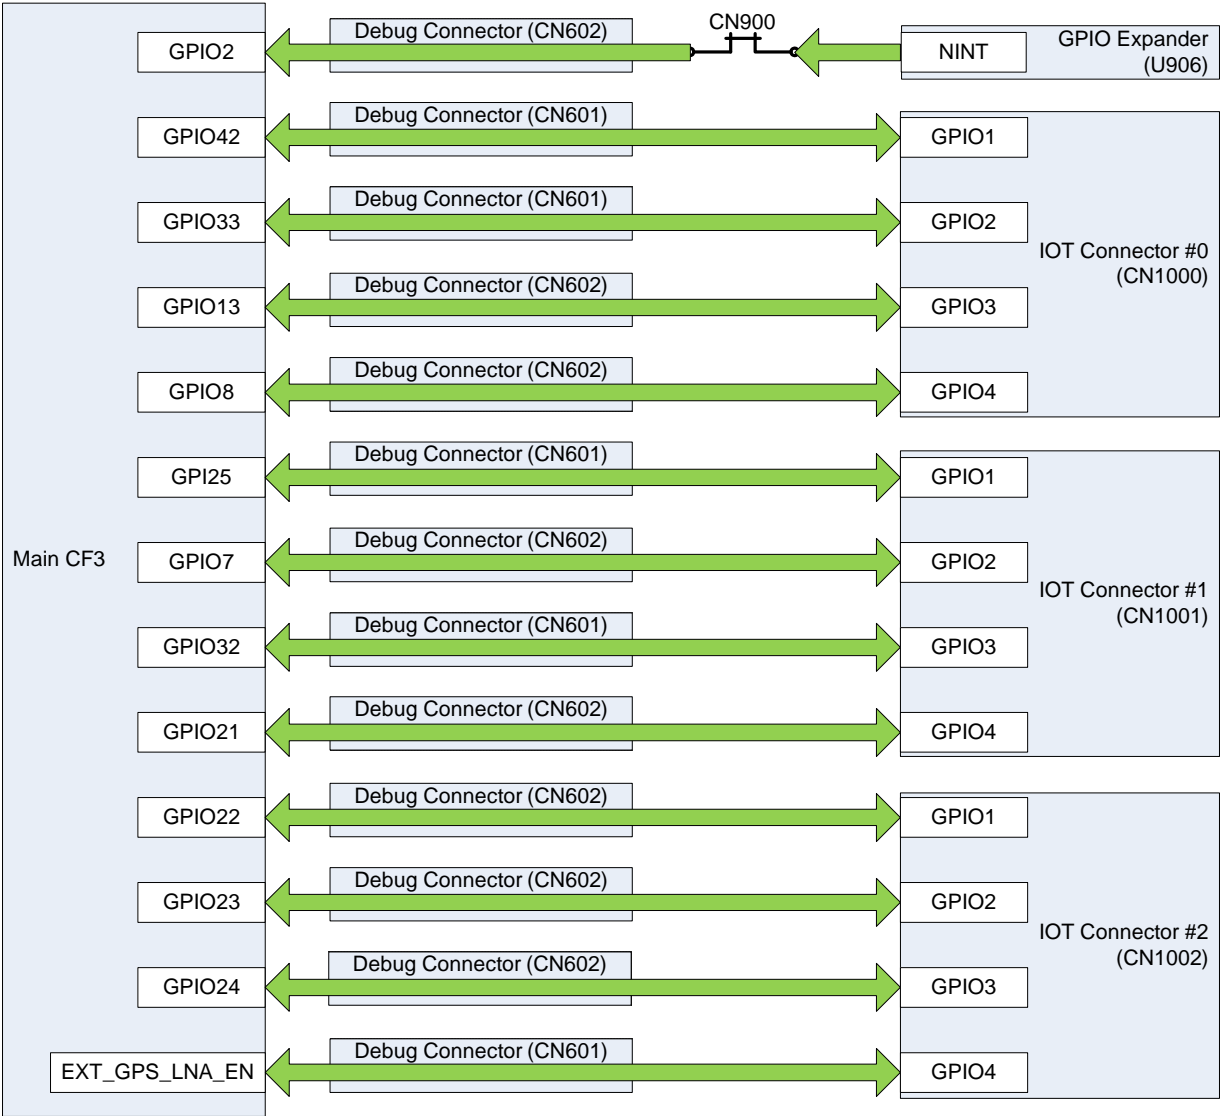 GPIO2
Debug Connector (CN602)
CN900
NINT
GPIO Expander
(U906)
GPIO42
Debug Connector (CN601)
GPIO1
GPIO33
Debug Connector (CN601)
GPIO2
IOT Connector #0
(CN1000)
GPIO13
Debug Connector (CN602)
GPIO3
GPIO8
Debug Connector (CN602)
GPIO4
GPI25
Debug Connector (CN601)
GPIO1
Main CF3
GPIO7
Debug Connector (CN602)
GPIO2
IOT Connector #1
(CN1001)
GPIO32
Debug Connector (CN601)
GPIO3
GPIO21
Debug Connector (CN602)
GPIO4
GPIO22
Debug Connector (CN602)
GPIO1
GPIO23
Debug Connector (CN602)
GPIO2
IOT Connector #2
(CN1002)
GPIO24
Debug Connector (CN602)
GPIO3
EXT_GPS_LNA_EN
Debug Connector (CN601)
GPIO4